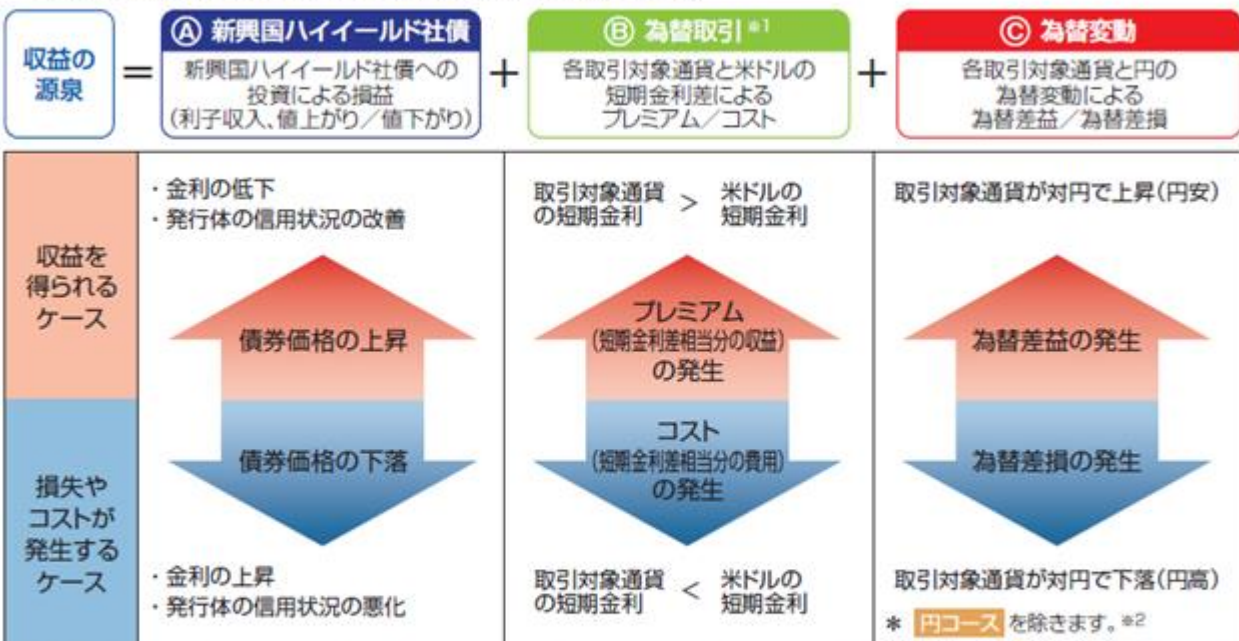 収益の
源泉
=
Ⓐ 新興国ハイイールド社債
新興国ハイイールド社債への
投資による損益
(利子収入、値上がり/値下がり)
+
Ⓑ 為替取引※1
各取引対象通貨と米ドルの
短期金利差による
プレミアム/コスト
+
Ⓒ 為替変動
各取引対象通貨と円の
為替変動による
為替差益/為替差損
収益を
得られる
ケース
・金利の低下
・発行体の信用状況の改善
債券価格の上昇
取引対象通貨
の短期金利
>
米ドルの
短期金利
プレミアム
(短期金利差相当分の収益)
の発生
取引対象通貨が対円で上昇(円安)
為替差益の発生
損失や
コストが
発生する
ケース
債券価格の下落
・金利の上昇
・発行体の信用状況の悪化
コスト
(短期金利差相当分の費用)
の発生
取引対象通貨
の短期金利
<
米ドルの
短期金利
為替差損の発生
取引対象通貨が対円で下落(円高)
* 円コース を除きます。※2